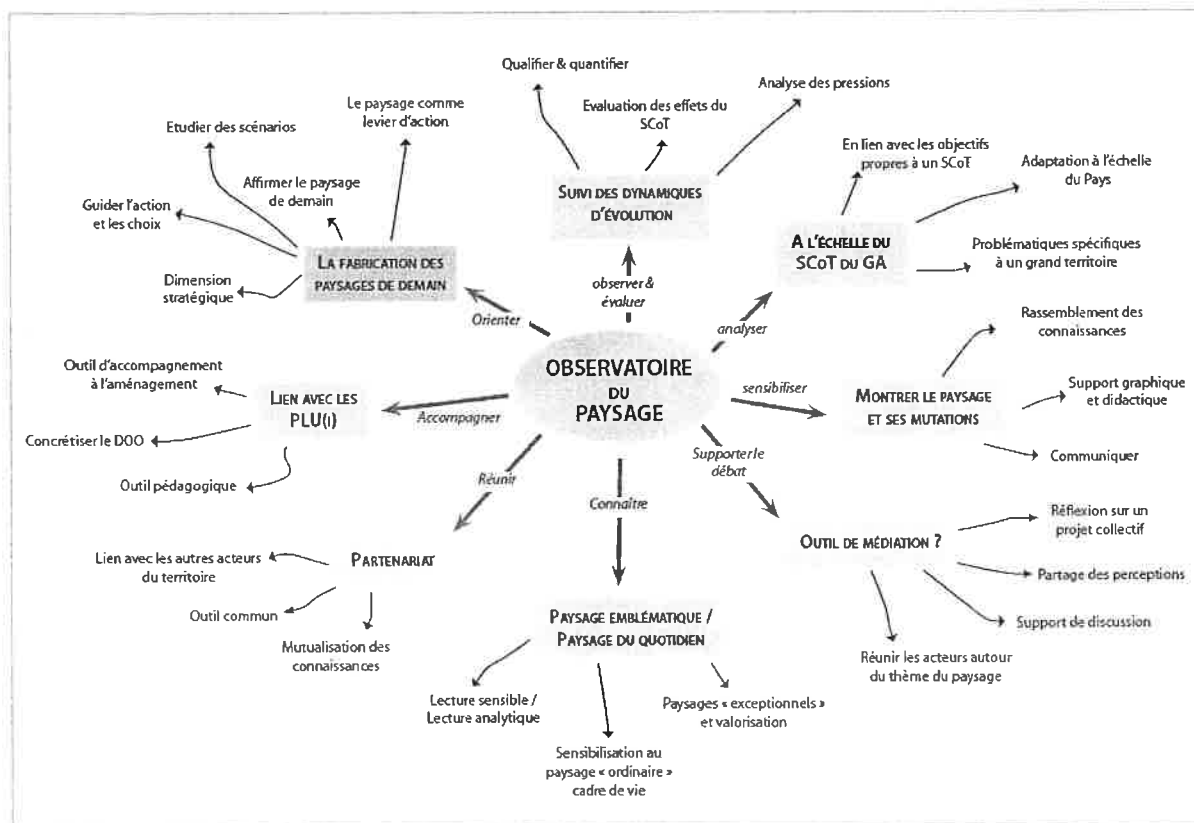 Qualifier & quantifier
Analyse des pressions
Evaluation des effets du
SCoT
Le paysage comme
levier d'action
Etudier des scénarios
Affirmer le paysage
de demain
Guider l'action
et les choix
Dimension
stratégique
LA FABRICATION DES
PAYSAGES DE DEMAIN
Orienter
SUIVI DES DYNAMIQUES
D'ÉVOLUTION
observer &
évaluer
En lien avec les objectifs
propres à un SCoT
Adaptation à l'échelle
du Pays
A L'ÉCHELLE DU
SCOT DU GA
Problématiques spécifiques
à un grand territoire
analyser
OBSERVATOIRE
DU
PAYSAGE
Rassemblement des
connaissances
sensibiliser
MONTRER LE PAYSAGE
ET SES MUTATIONS
Support graphique
et didactique
Communiquer
Outil d'accompagnement
à l'aménagement
LIEN AVEC LES
PLU(I)
Accompagner
Concrétiser le DOO
Outil pédagogique
Réunir
Connaître
Supporter le
débat
Lien avec les autres acteurs
du territoire
PARTENARIAT
Outil commun
Mutualisation des
connaissances
PAYSAGE EMBLÉMATIQUE /
PAYSAGE DU QUOTIDIEN
Lecture sensible /
Lecture analytique
Sensibilisation au
paysage « ordinaire »
cadre de vie
Paysages « exceptionnels »
et valorisation
OUTIL DE MÉDIATION ?
Réflexion sur un
projet collectif
Partage des perceptions
Support de discussion
Réunir les acteurs autour
du thème du paysage